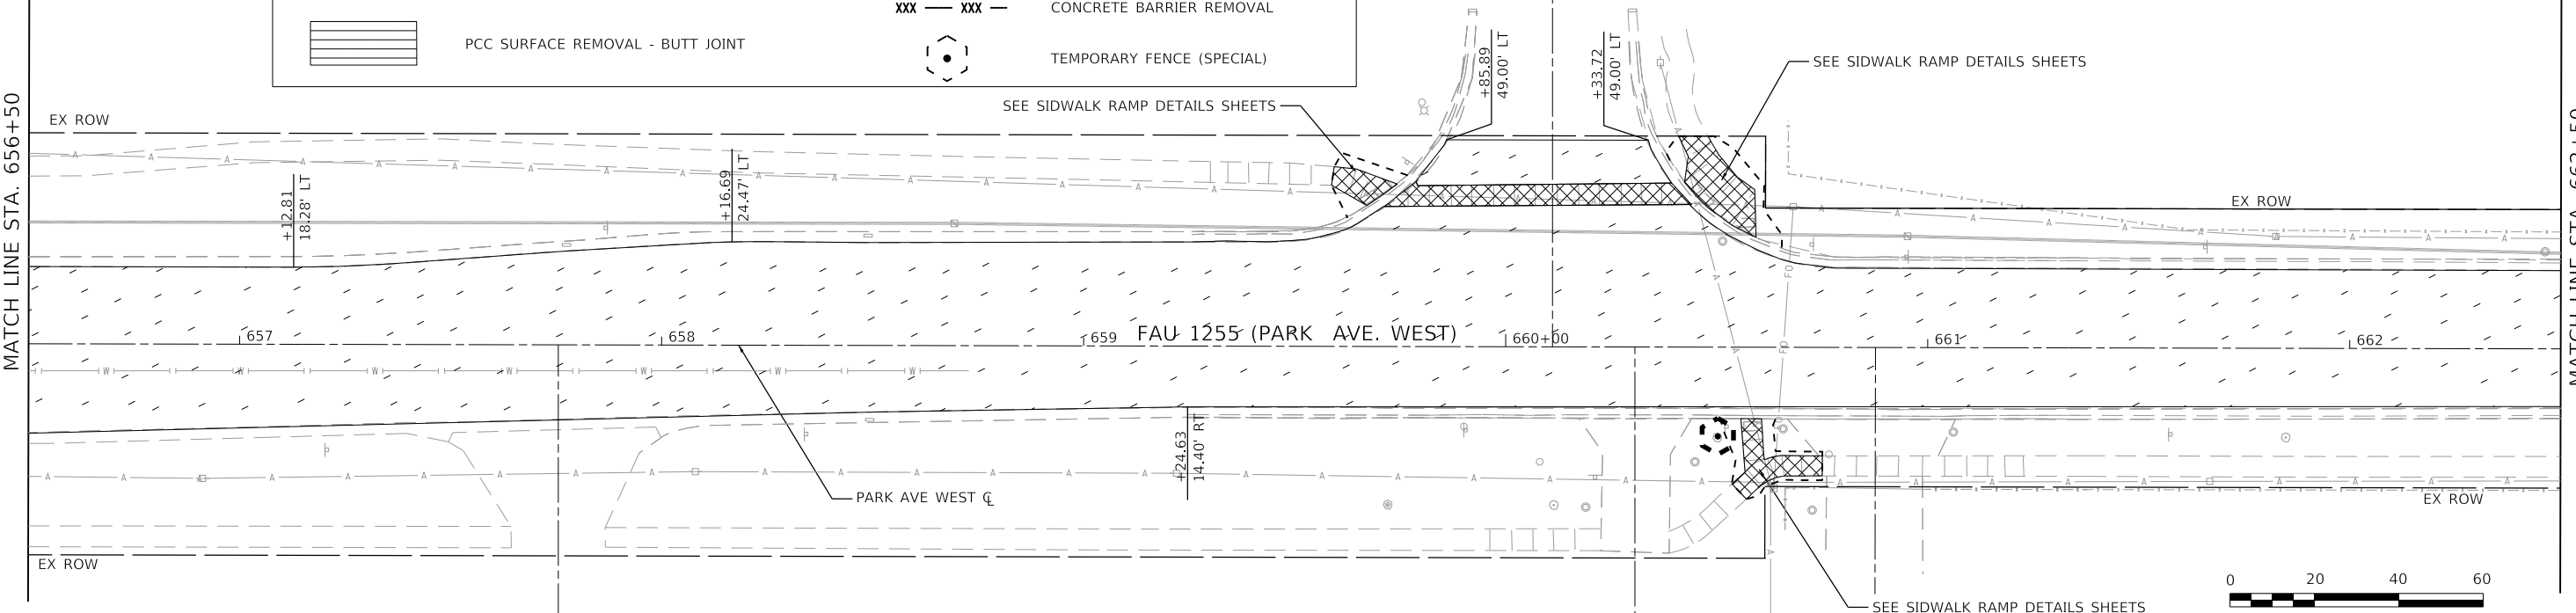 XXX XXX CONCRETE BARRIER REMOVAL
PCC SURFACE REMOVAL - BUTT JOINT
TEMPORARY FENCE (SPECIAL)
SEE SIDWALK RAMP DETAILS SHEETS
+85.89
49.00' LT
+33.72
49.00' LT
SEE SIDWALK RAMP DETAILS SHEETS
MATCH LINE STA. 656+50
EX ROW
+12.81
18.28' LT
+16.69
24.47' LT
EX ROW
657
658
659
FAU 1255 (PARK AVE. WEST)
660+00
661
662
+24.63
14.40' RT
PARK AVE WEST ℄
EX ROW
EX ROW
SEE SIDWALK RAMP DETAILS SHEETS
0 20 40 60
A A A A A A A A A
W W W W W W W
FO FO